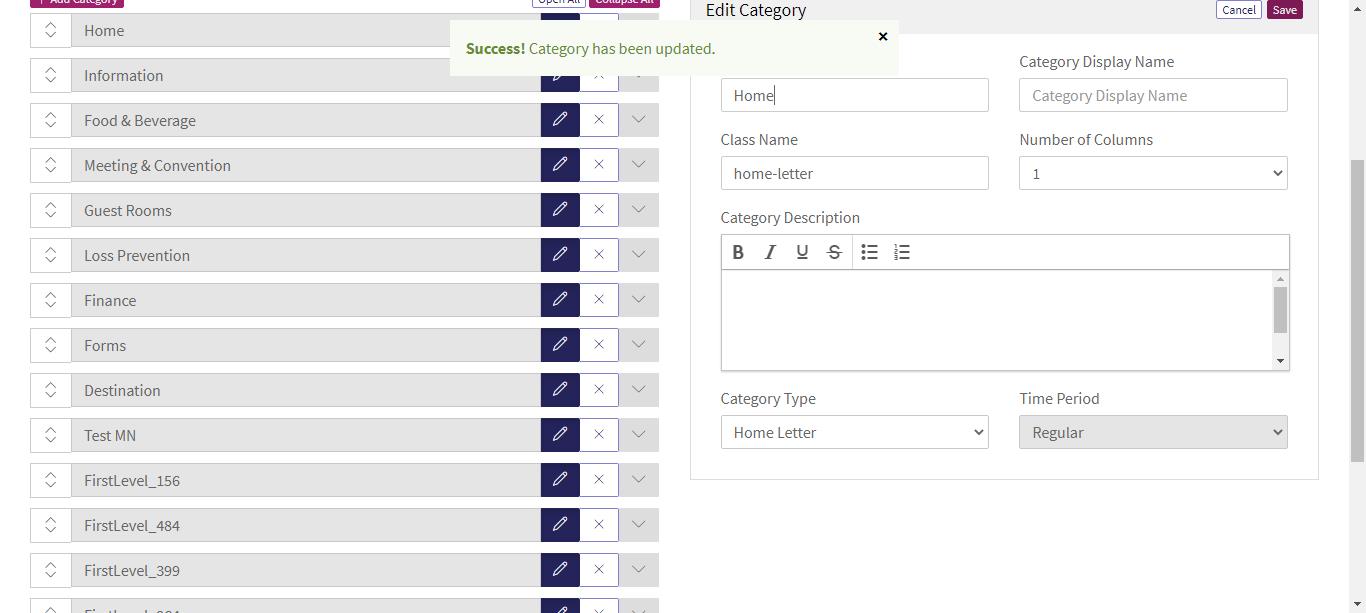 + Add Category
Open All
Collapse All
Home
Information
Food & Beverage
Meeting & Convention
Guest Rooms
Loss Prevention
Finance
Forms
Destination
Test MN
FirstLevel_156
FirstLevel_484
FirstLevel_399
Success! Category has been updated.
×
Edit Category
Cancel
Save
Category Display Name
Home
Category Display Name
Class Name
Number of Columns
home-letter
1
Category Description
B I U S
Category Type
Time Period
Home Letter
Regular